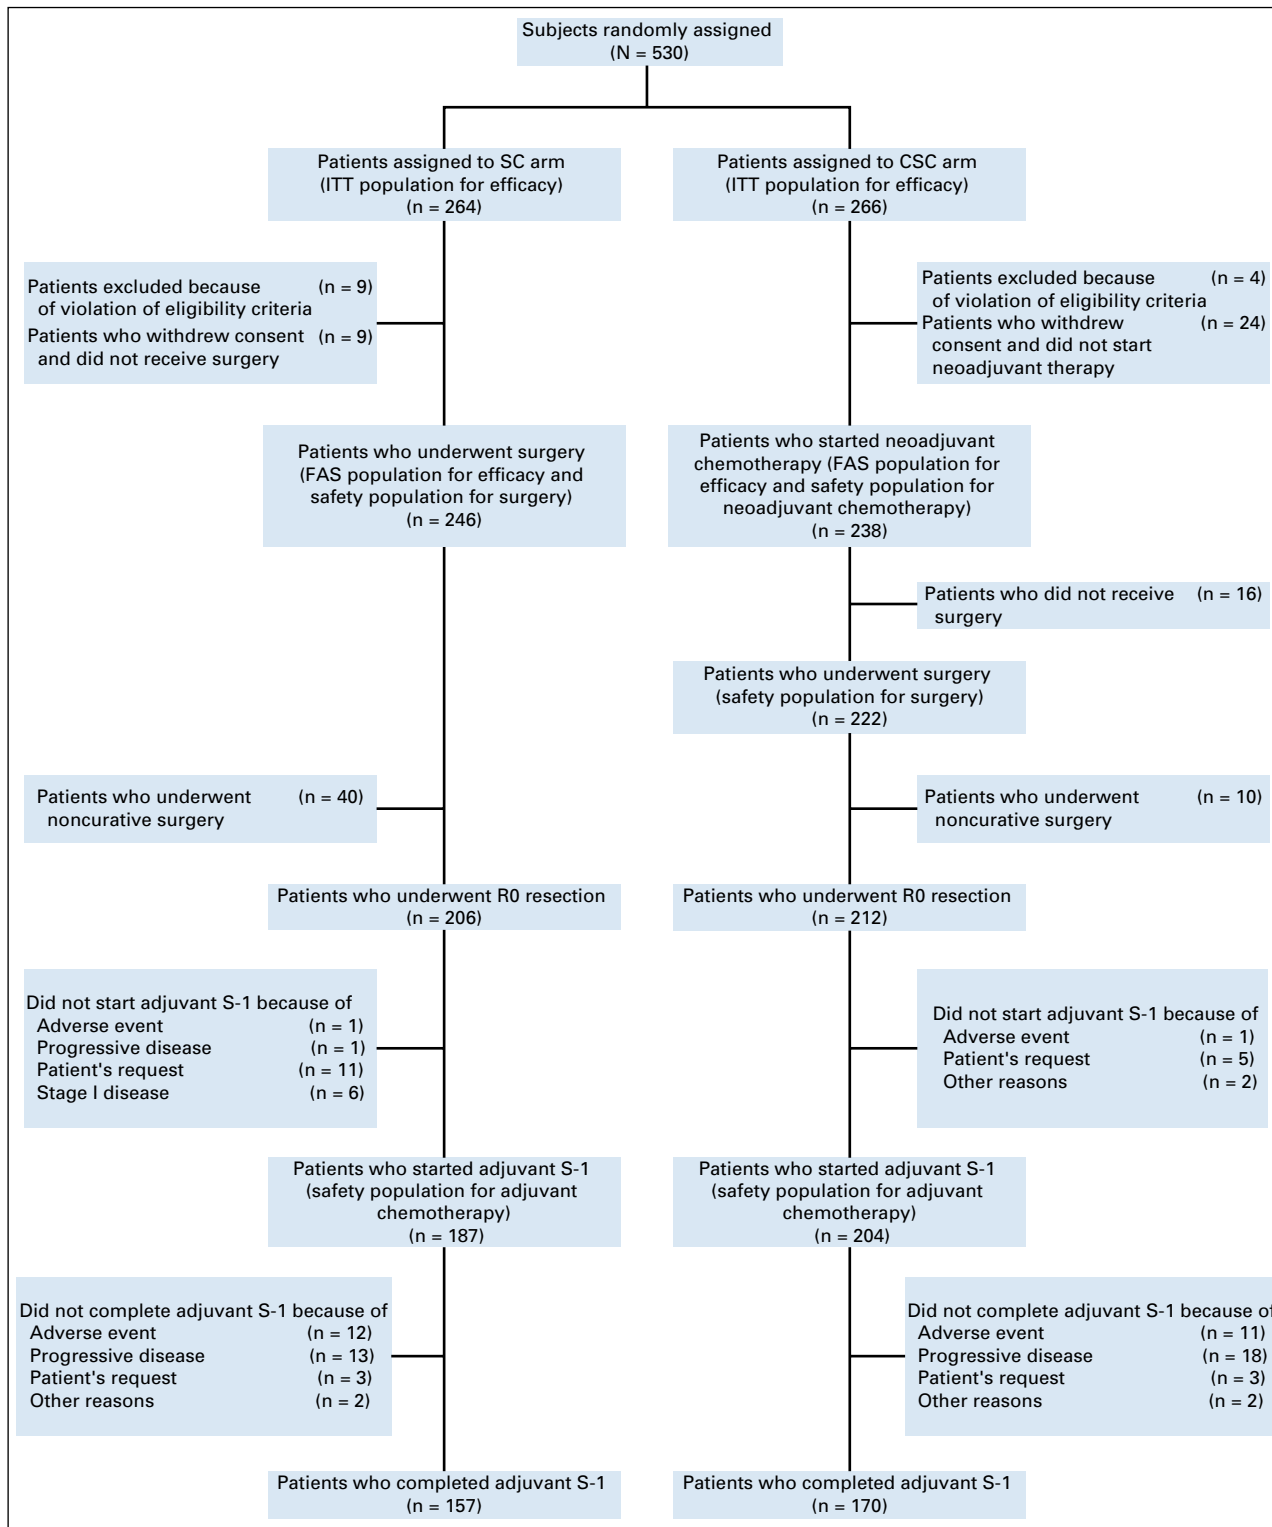 Subjects randomly assigned
(N = 530)
Patients assigned to SC arm
(ITT population for efficacy)
(n = 264)
Patients assigned to CSC arm
(ITT population for efficacy)
(n = 266)
Patients excluded because (n = 9)
of violation of eligibility criteria
Patients who withdrew consent (n = 9)
and did not receive surgery
Patients excluded because (n = 4)
of violation of eligibility criteria
Patients who withdrew (n = 24)
consent and did not start
neoadjuvant therapy
Patients who underwent surgery
(FAS population for efficacy and
safety population for surgery)
(n = 246)
Patients who started neoadjuvant
chemotherapy (FAS population for
efficacy and safety population for
neoadjuvant chemotherapy)
(n = 238)
Patients who did not receive (n = 16)
surgery
Patients who underwent surgery
(safety population for surgery)
(n = 222)
Patients who underwent (n = 40)
noncurative surgery
Patients who underwent (n = 10)
noncurative surgery
Patients who underwent R0 resection
(n = 206)
Patients who underwent R0 resection
(n = 212)
Did not start adjuvant S-1 because of
Adverse event (n = 1)
Progressive disease (n = 1)
Patient's request (n = 11)
Stage I disease (n = 6)
Did not start adjuvant S-1 because of
Adverse event (n = 1)
Patient's request (n = 5)
Other reasons (n = 2)
Patients who started adjuvant S-1
(safety population for adjuvant
chemotherapy)
(n = 187)
Patients who started adjuvant S-1
(safety population for adjuvant
chemotherapy)
(n = 204)
Did not complete adjuvant S-1 because of
Adverse event (n = 12)
Progressive disease (n = 13)
Patient's request (n = 3)
Other reasons (n = 2)
Did not complete adjuvant S-1 because of
Adverse event (n = 11)
Progressive disease (n = 18)
Patient's request (n = 3)
Other reasons (n = 2)
Patients who completed adjuvant S-1
(n = 157)
Patients who completed adjuvant S-1
(n = 170)